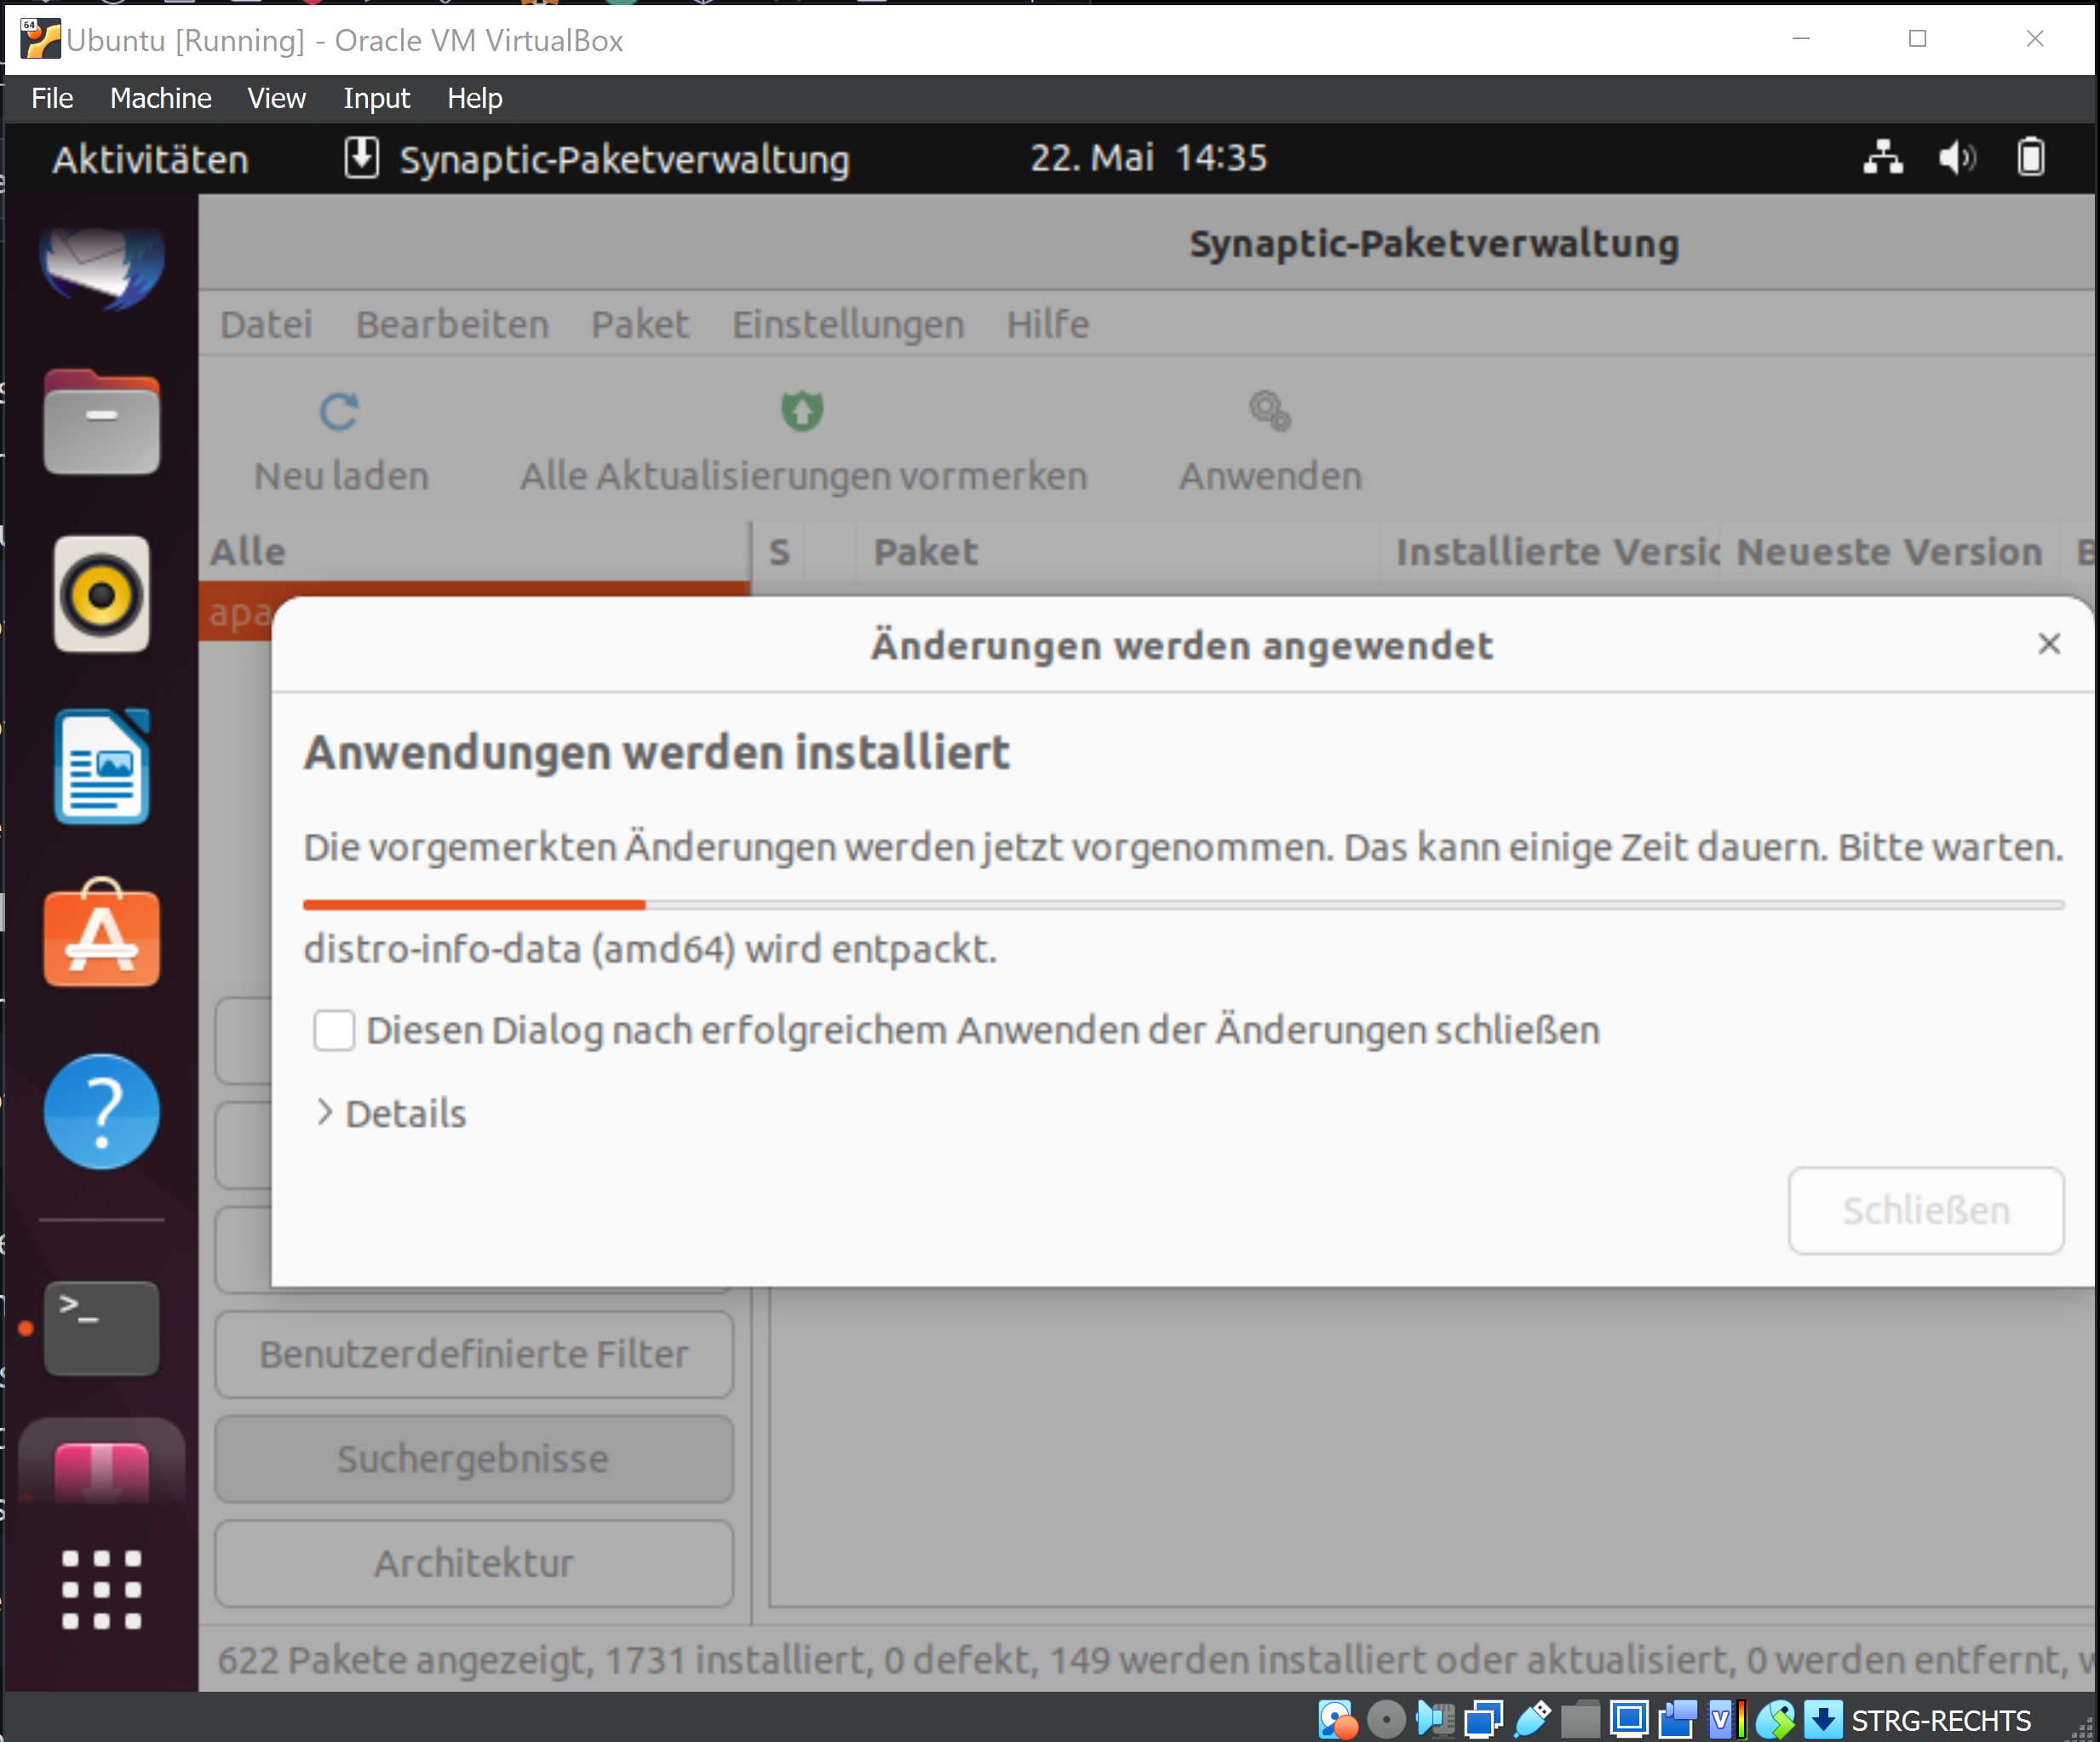 Ubuntu [Running] - Oracle VM VirtualBox
File Machine View Input Help
Aktivitäten Synaptic-Paketverwaltung 22. Mai 14:35
Synaptic-Paketverwaltung
Datei Bearbeiten Paket Einstellungen Hilfe
Neu laden Alle Aktualisierungen vormerken Anwenden
Alle S Paket Installierte Versic Neueste Version B
apa
Änderungen werden angewendet
Anwendungen werden installiert
Die vorgemerkten Änderungen werden jetzt vorgenommen. Das kann einige Zeit dauern. Bitte warten.
distro-info-data (amd64) wird entpackt.
Diesen Dialog nach erfolgreichem Anwenden der Änderungen schließen
Details
Schließen
Benutzerdefinierte Filter
Suchergebnisse
Architektur
622 Pakete angezeigt, 1731 installiert, 0 defekt, 149 werden installiert oder aktualisiert, 0 werden entfernt,
STRG-RECHTS